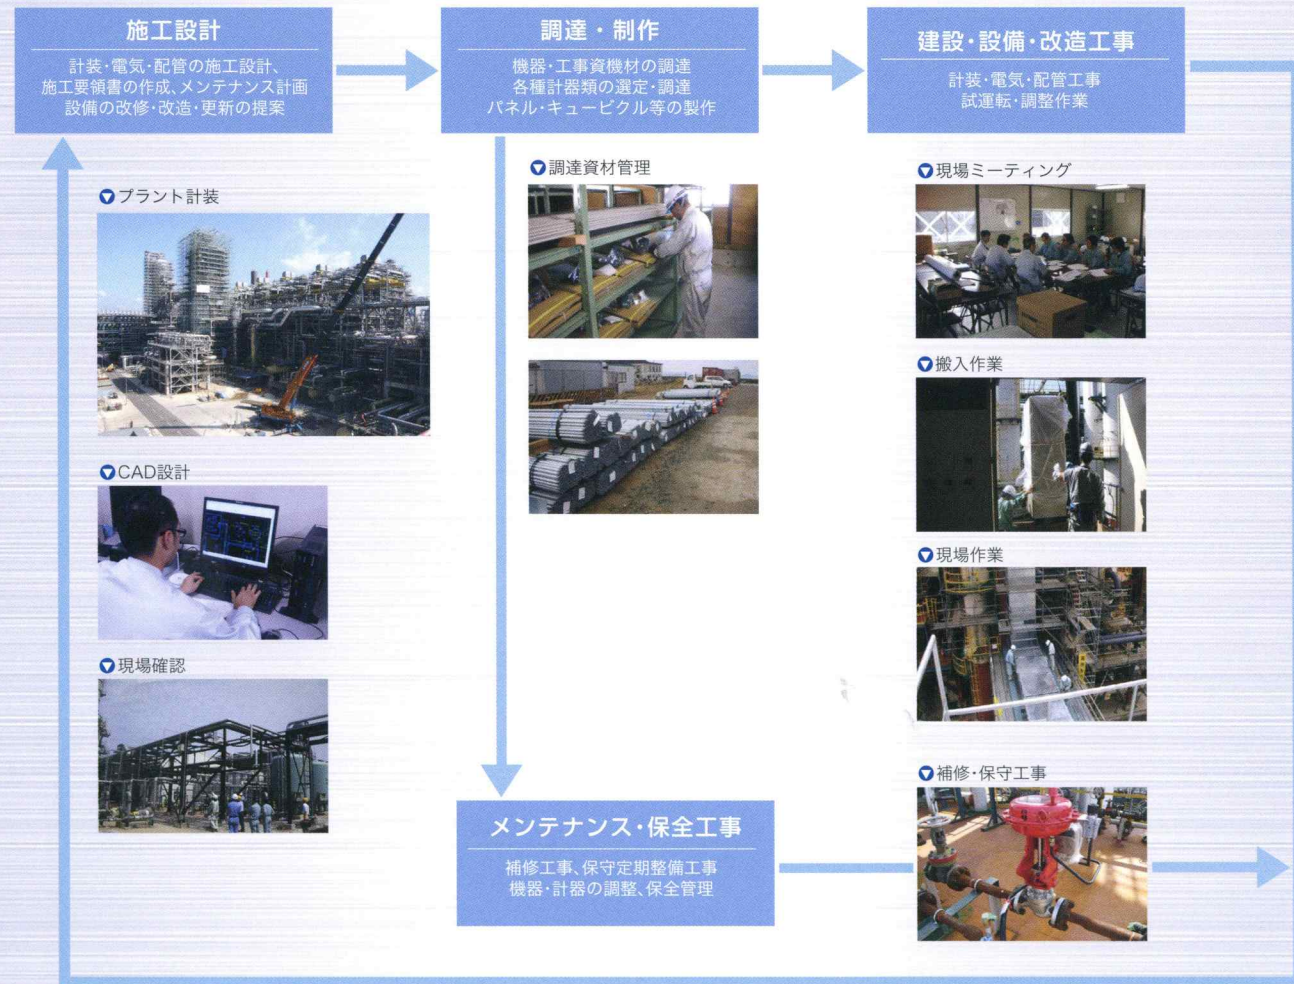 施工設計
計装・電気・配管の施工設計、
施工要領書の作成、メンテナンス計画
設備の改修・改造・更新の提案
調達・制作
機器・工事資機材の調達
各種計器類の選定・調達
パネル・キュービクル等の製作
建設・設備・改造工事
計装・電気・配管工事
試運転・調整作業
プラント計装
CAD設計
現場確認
調達資材管理
現場ミーティング
搬入作業
現場作業
補修・保守工事
メンテナンス・保全工事
補修工事、保守定期整備工事
機器・計器の調整、保全管理